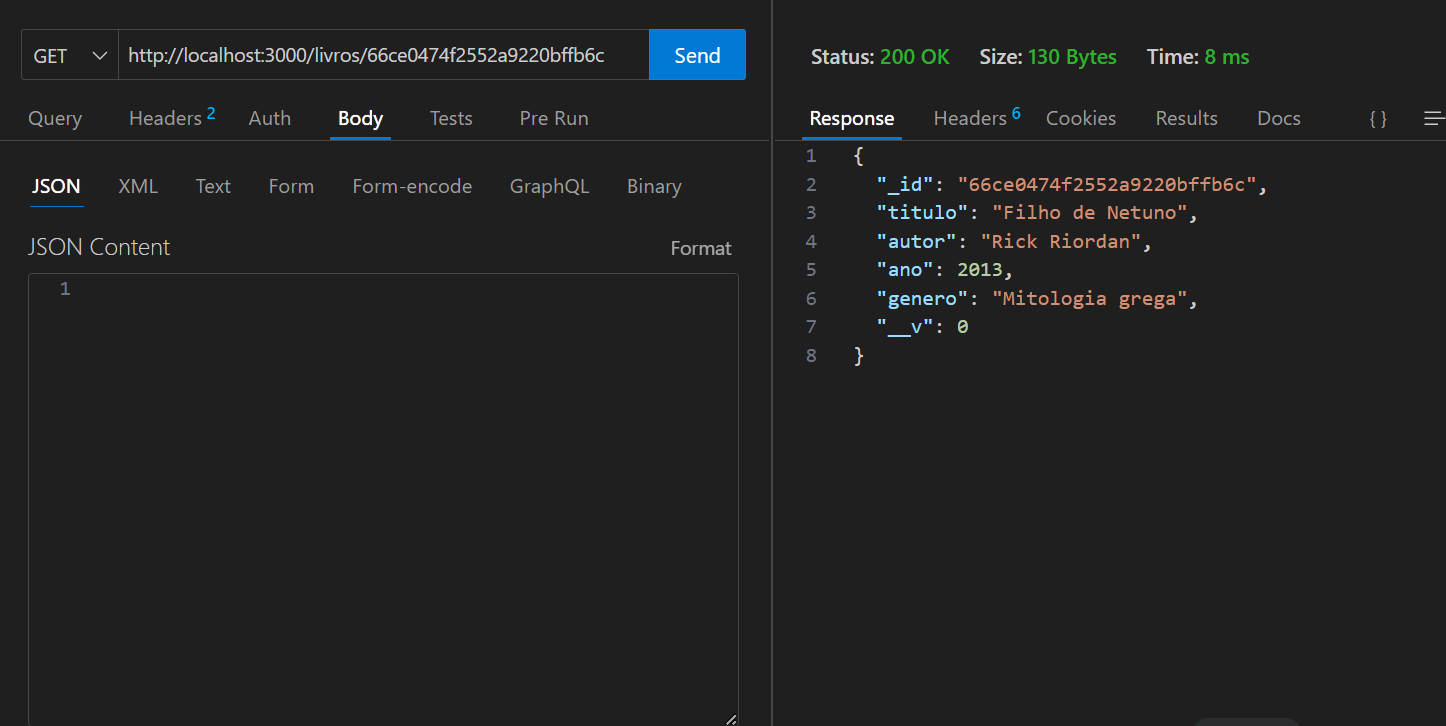 GET http://localhost:3000/livros/66ce0474f2552a9220bffb6c Send
Query Headers 2 Auth Body Tests Pre Run
JSON XML Text Form Form-encode GraphQL Binary
JSON Content Format
1
Status: 200 OK Size: 130 Bytes Time: 8 ms
Response Headers 6 Cookies Results Docs { }
1 {
2 "_id": "66ce0474f2552a9220bffb6c",
3 "titulo": "Filho de Netuno",
4 "autor": "Rick Riordan",
5 "ano": 2013,
6 "genero": "Mitologia grega",
7 "__v": 0
8 }